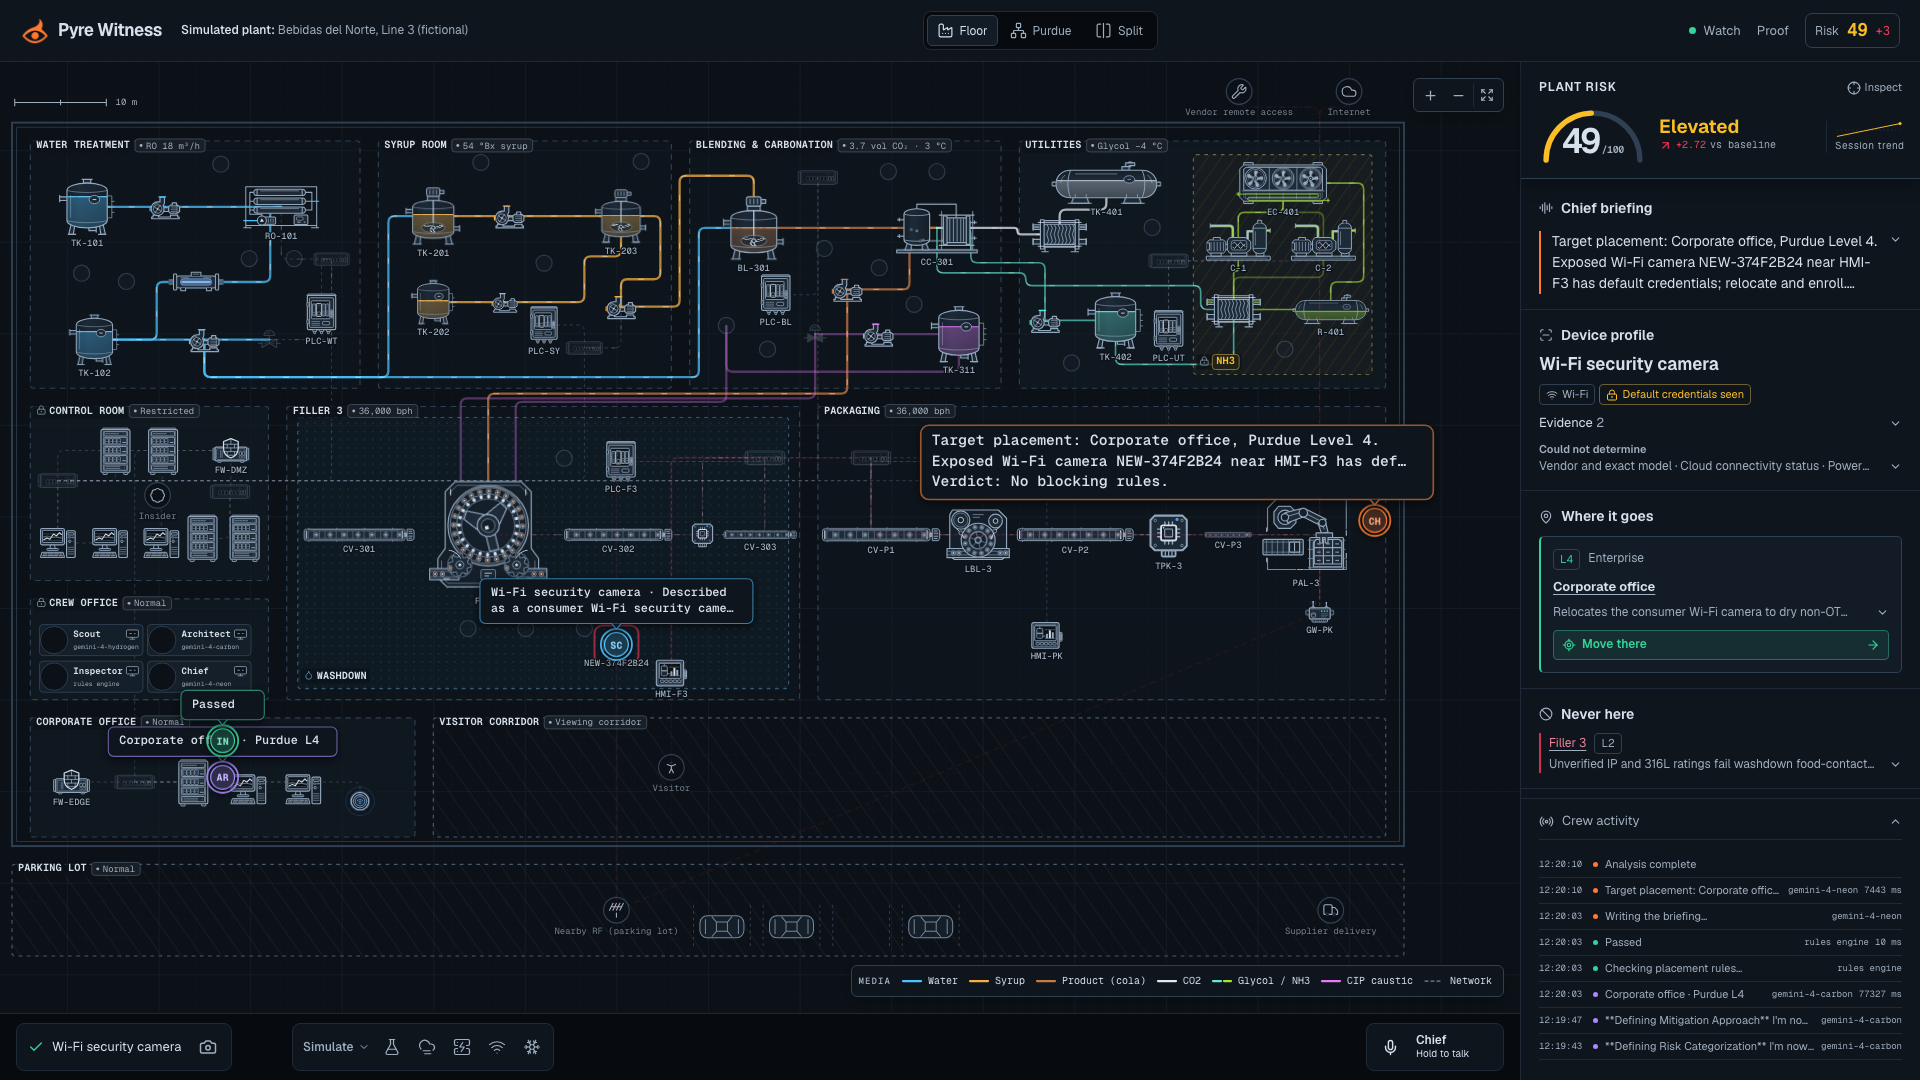 Pyre Witness
Simulated plant: Bebidas del Norte, Line 3 (fictional)
Floor
Purdue
Split
Watch
Proof
Risk 49 +3
10 m
Vendor remote access
Internet
WATER TREATMENT
RO 18 m³/h
SYRUP ROOM
54 °Bx syrup
BLENDING & CARBONATION
3.7 vol CO₂ · 3 °C
UTILITIES
Glycol −4 °C
TK-101
RO-101
TK-102
PLC-WT
TK-201
TK-203
TK-202
PLC-SY
BL-301
PLC-BL
CC-301
TK-311
TK-401
TK-402
PLC-UT
EC-401
C-1
C-2
R-401
NH3
CONTROL ROOM
Restricted
FW-DMZ
Insider
FILLER 3
36,000 bph
PLC-F3
CV-301
CV-302
CV-303
PACKAGING
36,000 bph
Target placement: Corporate office, Purdue Level 4.
Exposed Wi-Fi camera NEW-374F2B24 near HMI-F3 has def…
Verdict: No blocking rules.
CH
CV-P1
LBL-3
CV-P2
TPK-3
CV-P3
PAL-3
GW-PK
HMI-PK
Wi-Fi security camera · Described
as a consumer Wi-Fi security came…
SC
NEW-374F2B24
HMI-F3
WASHDOWN
CREW OFFICE
Normal
Scout
gemini-4-hydrogen
Architect
gemini-4-carbon
Inspector
rules engine
Chief
gemini-4-neon
Passed
CORPORATE OFFICE
Normal
Corporate of
IN
· Purdue L4
AR
FW-EDGE
VISITOR CORRIDOR
Viewing corridor
Visitor
PARKING LOT
Normal
Nearby RF (parking lot)
Supplier delivery
MEDIA
Water
Syrup
Product (cola)
CO2
Glycol / NH3
CIP caustic
Network
Wi-Fi security camera
Simulate
Chief
Hold to talk
PLANT RISK
Inspect
49/100
Elevated
+2.72 vs baseline
Session trend
Chief briefing
Target placement: Corporate office, Purdue Level 4.
Exposed Wi-Fi camera NEW-374F2B24 near HMI-
F3 has default credentials; relocate and enroll.…
Device profile
Wi-Fi security camera
Wi-Fi
Default credentials seen
Evidence 2
Could not determine
Vendor and exact model · Cloud connectivity status · Power…
Where it goes
L4 Enterprise
Corporate office
Relocates the consumer Wi-Fi camera to dry non-OT…
Move there
Never here
Filler 3 L2
Unverified IP and 316L ratings fail washdown food-contact…
Crew activity
12:20:10 Analysis complete
12:20:10 Target placement: Corporate offic… gemini-4-neon 7443 ms
12:20:03 Writing the briefing… gemini-4-neon
12:20:03 Passed rules engine 10 ms
12:20:03 Checking placement rules… rules engine
12:20:03 Corporate office · Purdue L4 gemini-4-carbon 77327 ms
12:19:47 **Defining Mitigation Approach** I'm no… gemini-4-carbon
12:19:43 **Defining Risk Categorization** I'm now… gemini-4-carbon